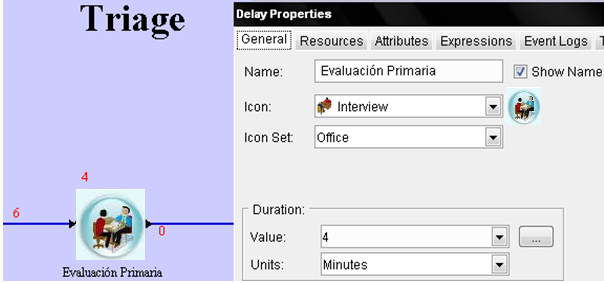 Triage
4
6
0
Evaluación Primaria
Delay Properties
General Resources Attributes Expressions Event Logs T
Name: Evaluación Primaria Show Name
Icon: Interview
Icon Set: Office
Duration:
Value: 4 ...
Units: Minutes